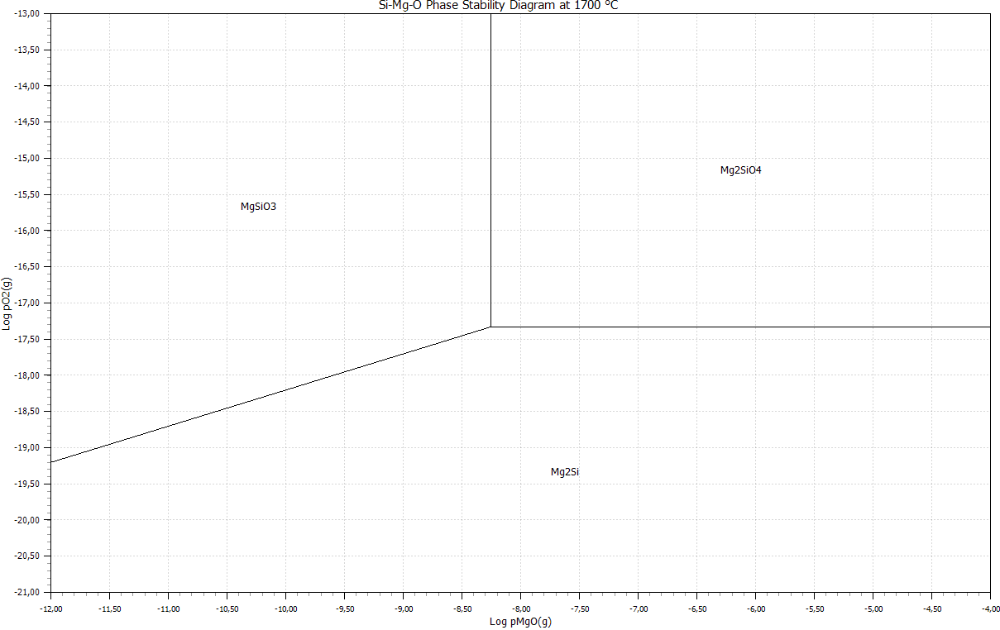 Si-Mg-O Phase Stability Diagram at 1700 °C
-13,00
-13,50
-14,00
-14,50
-15,00
-15,50
-16,00
-16,50
-17,00
-17,50
-18,00
-18,50
-19,00
-19,50
-20,00
-20,50
-21,00
Log pO2(g)
Mg2SiO4
MgSiO3
Mg2Si
-12,00 -11,50 -11,00 -10,50 -10,00 -9,50 -9,00 -8,50 -8,00 -7,50 -7,00 -6,50 -6,00 -5,50 -5,00 -4,50 -4,00
Log pMgO(g)